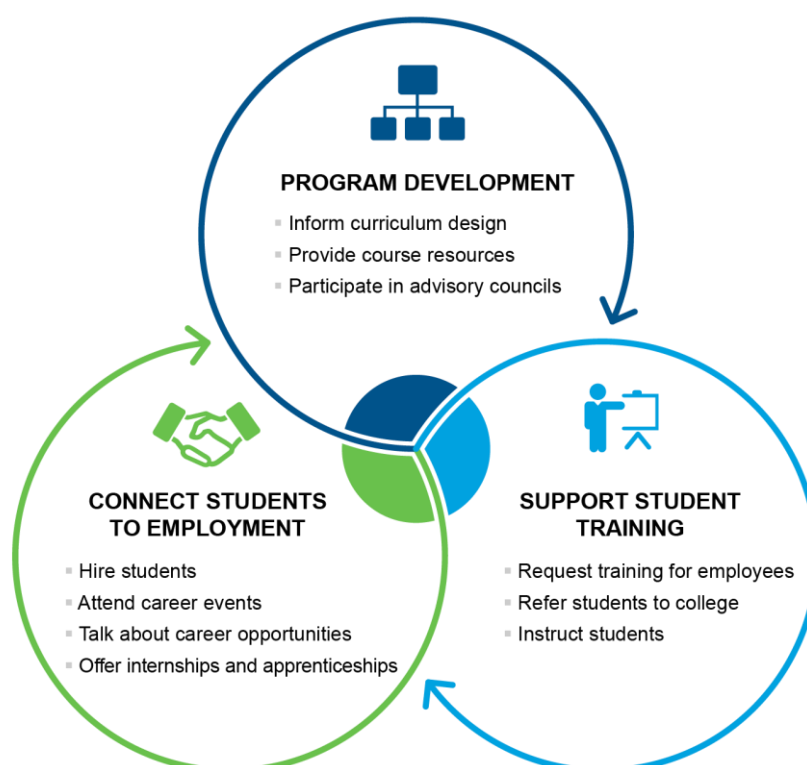 PROGRAM DEVELOPMENT
▪ Inform curriculum design
▪ Provide course resources
▪ Participate in advisory councils
CONNECT STUDENTS
TO EMPLOYMENT
▪ Hire students
▪ Attend career events
▪ Talk about career opportunities
▪ Offer internships and apprenticeships
SUPPORT STUDENT
TRAINING
▪ Request training for employees
▪ Refer students to college
▪ Instruct students